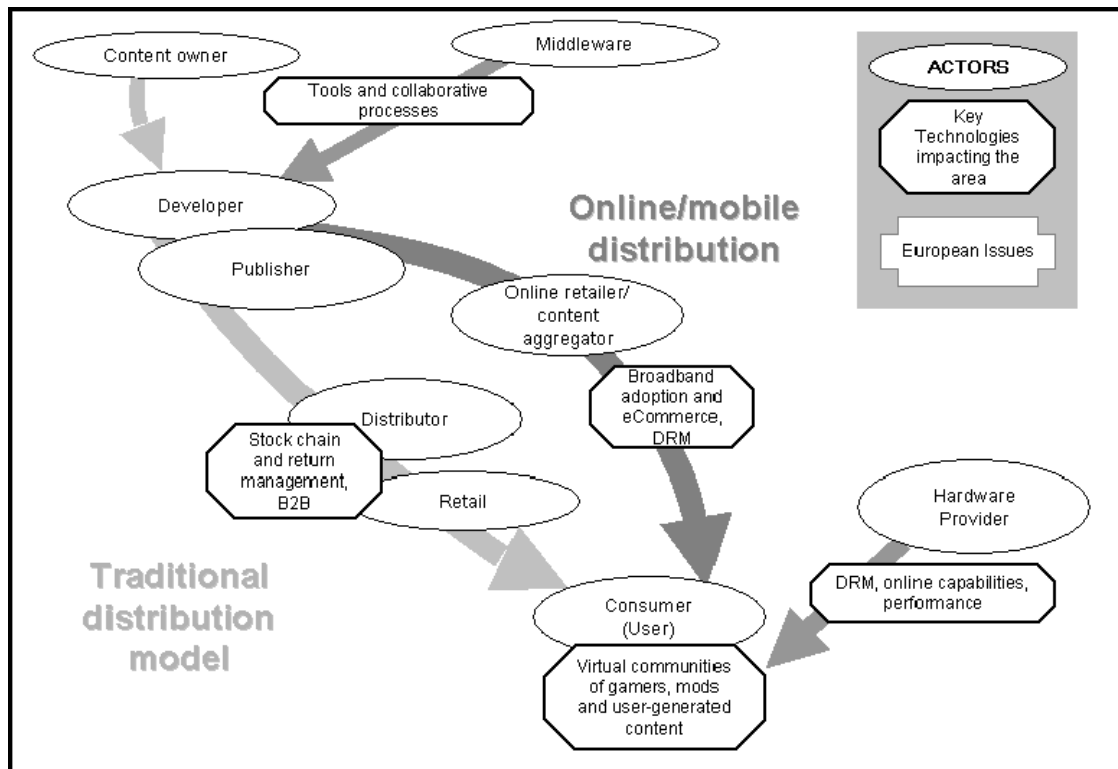 Content owner
Middleware
Tools and collaborative
processes
Developer
Publisher
Online/mobile
distribution
Online retailer/
content
aggregator
Broadband
adoption and
eCommerce,
DRM
Distributor
Stock chain
and return
management,
B2B
Retail
Traditional
distribution
model
Consumer
(User)
Virtual communities
of gamers, mods
and user-generated
content
Hardware
Provider
DRM, online capabilities,
performance
ACTORS
Key
Technologies
impacting the
area
European Issues